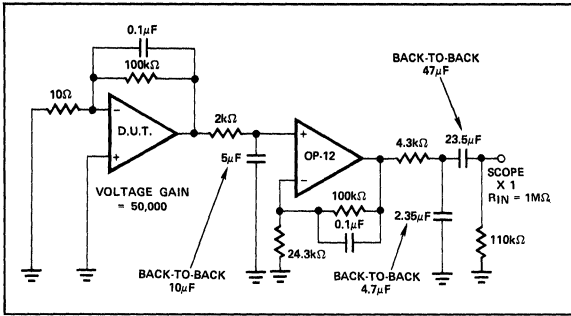 0.1µF
100kΩ
10Ω
−
D.U.T.
+
VOLTAGE GAIN
= 50,000
2kΩ
5µF
BACK-TO-BACK
10µF
+
OP-12
−
100kΩ
0.1µF
24.3kΩ
4.3kΩ
BACK-TO-BACK
47µF
23.5µF
2.35µF
BACK-TO-BACK
4.7µF
SCOPE
X 1
RIN = 1MΩ
110kΩ